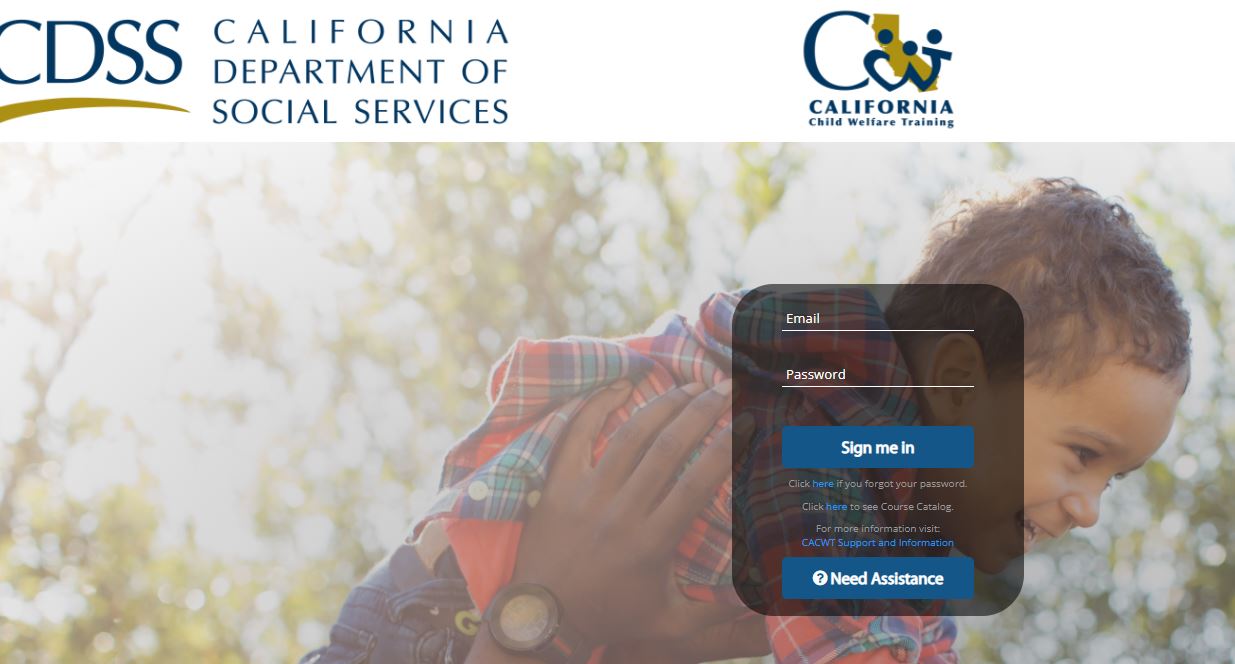 CDSS
CALIFORNIA
DEPARTMENT OF
SOCIAL SERVICES
CALIFORNIA
Child Welfare Training
Email
Password
Sign me in
Click here if you forgot your password.
Click here to see Course Catalog.
For more information visit:
CACWT Support and Information
Need Assistance